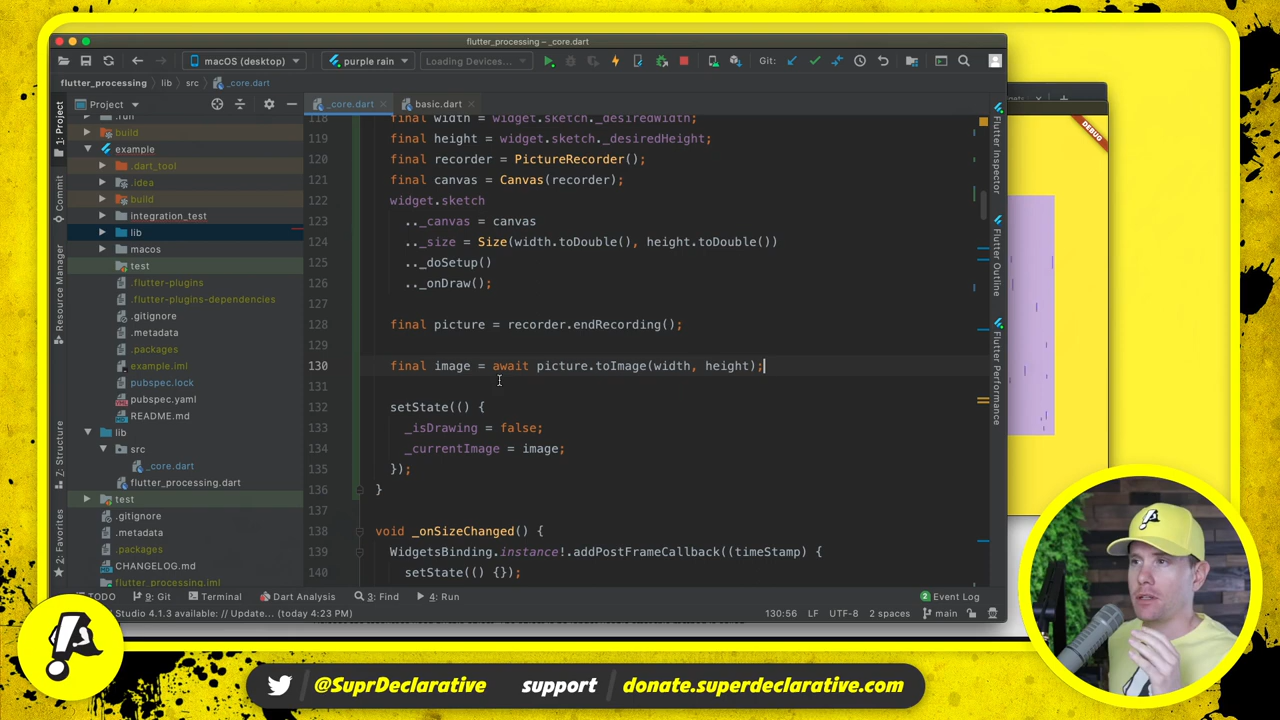 flutter_processing – _core.dart
macOS (desktop)
purple rain
Loading Devices...
Git:
flutter_processing
lib
src
_core.dart
Project
_core.dart
basic.dart
1: Project
Commit
Resource Manager
Z: Structure
2: Favorites
.run
build
example
.dart_tool
.idea
build
integration_test
lib
macos
test
.flutter-plugins
.flutter-plugins-dependencies
.gitignore
.metadata
.packages
example.iml
pubspec.lock
pubspec.yaml
README.md
lib
src
_core.dart
flutter_processing.dart
test
.gitignore
.metadata
.packages
CHANGELOG.md
flutter_processing.iml
118 final width = widget.sketch._desiredWidth;
119 final height = widget.sketch._desiredHeight;
120 final recorder = PictureRecorder();
121 final canvas = Canvas(recorder);
122 widget.sketch
123 .._canvas = canvas
124 .._size = Size(width.toDouble(), height.toDouble())
125 .._doSetup()
126 .._onDraw();
127
128 final picture = recorder.endRecording();
129
130 final image = await picture.toImage(width, height);
131
132 setState(() {
133 _isDrawing = false;
134 _currentImage = image;
135 });
136 }
137
138 void _onSizeChanged() {
139 WidgetsBinding.instance!.addPostFrameCallback((timeStamp) {
140 setState(() {});
Flutter Inspector
Flutter Outline
Flutter Performance
DEBUG
TODO
9: Git
Terminal
Dart Analysis
3: Find
4: Run
2 Event Log
Studio 4.1.3 available: // Update... (today 4:23 PM)
130:56
LF
UTF-8
2 spaces
main
@SuprDeclarative
support
donate.superdeclarative.com